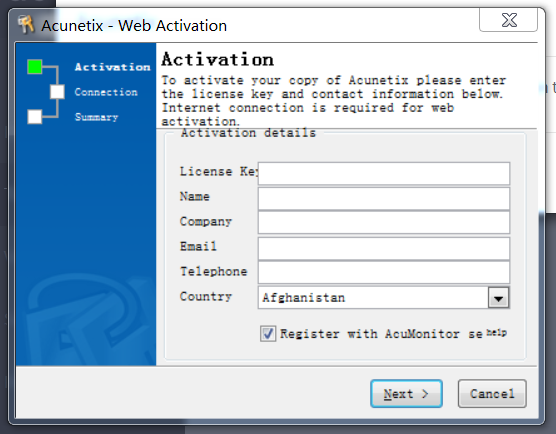 Acunetix - Web Activation
Activation
Connection
Summary
Activation
To activate your copy of Acunetix please enter
the license key and contact information below.
Internet connection is required for web
activation.
Activation details
License Key
Name
Company
Email
Telephone
Country
Afghanistan
Register with AcuMonitor se help
Next >
Cancel